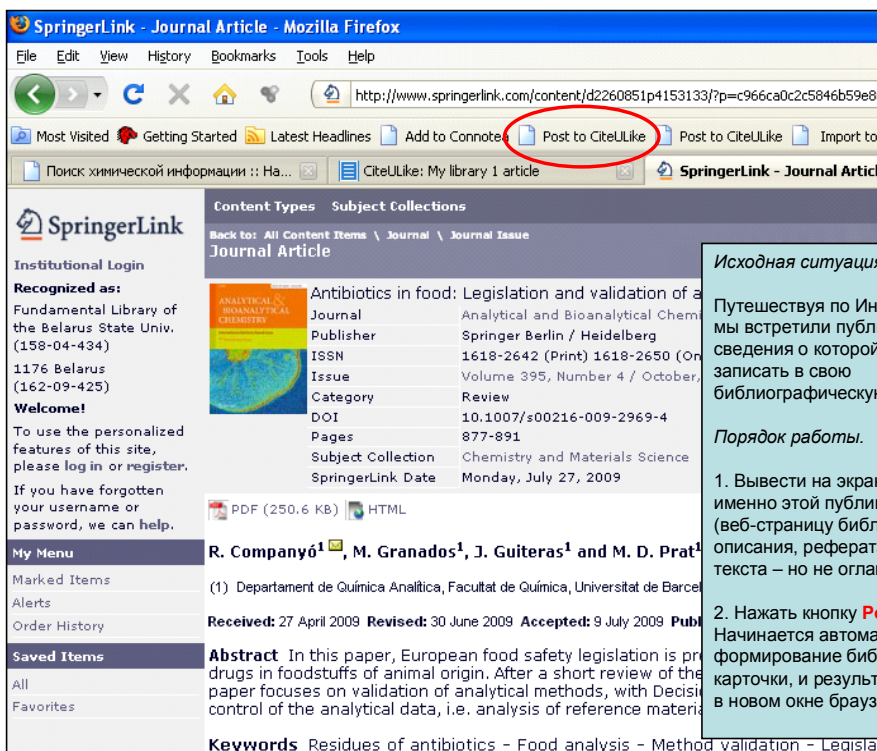 SpringerLink - Journal Article - Mozilla Firefox
File Edit View History Bookmarks Tools Help
http://www.springerlink.com/content/d2260851p4153133/?p=c966ca0c2c5846b59e8
Most Visited Getting Started Latest Headlines Add to Connotea Post to CiteULike Post to CiteULike Import to
Поиск химической информации :: На... CiteULike: My library 1 article SpringerLink - Journal Articl
SpringerLink
Institutional Login
Recognized as:
Fundamental Library of
the Belarus State Univ.
(158-04-434)
1176 Belarus
(162-09-425)
Welcome!
To use the personalized
features of this site,
please log in or register.
If you have forgotten
your username or
password, we can help.
My Menu
Marked Items
Alerts
Order History
Saved Items
All
Favorites
Content Types Subject Collections
Back to: All Content Items \ Journal \ Journal Issue
Journal Article
ANALYTICAL &
BIOANALYTICAL
CHEMISTRY
Antibiotics in food: Legislation and validation of a
Journal Analytical and Bioanalytical Chemi
Publisher Springer Berlin / Heidelberg
ISSN 1618-2642 (Print) 1618-2650 (On
Issue Volume 395, Number 4 / October,
Category Review
DOI 10.1007/s00216-009-2969-4
Pages 877-891
Subject Collection Chemistry and Materials Science
SpringerLink Date Monday, July 27, 2009
PDF (250.6 KB) HTML
R. Companyó1, M. Granados1, J. Guiteras1 and M. D. Prat1
(1) Departament de Química Analítica, Facultat de Química, Universitat de Barcel
Received: 27 April 2009 Revised: 30 June 2009 Accepted: 9 July 2009 Publ
Abstract In this paper, European food safety legislation is pr
drugs in foodstuffs of animal origin. After a short review of the
paper focuses on validation of analytical methods, with Decisi
control of the analytical data, i.e. analysis of reference materia
Keywords Residues of antibiotics - Food analysis - Method validation - Legisla
Исходная ситуация
Путешествуя по Ин
мы встретили публ
сведения о которой
записать в свою
библиографическую
Порядок работы.
1. Вывести на экран
именно этой публи
(веб-страницу библ
описания, реферат
текста – но не огла
2. Нажать кнопку Po
Начинается автома
формирование биб
карточки, и результ
в новом окне брауз